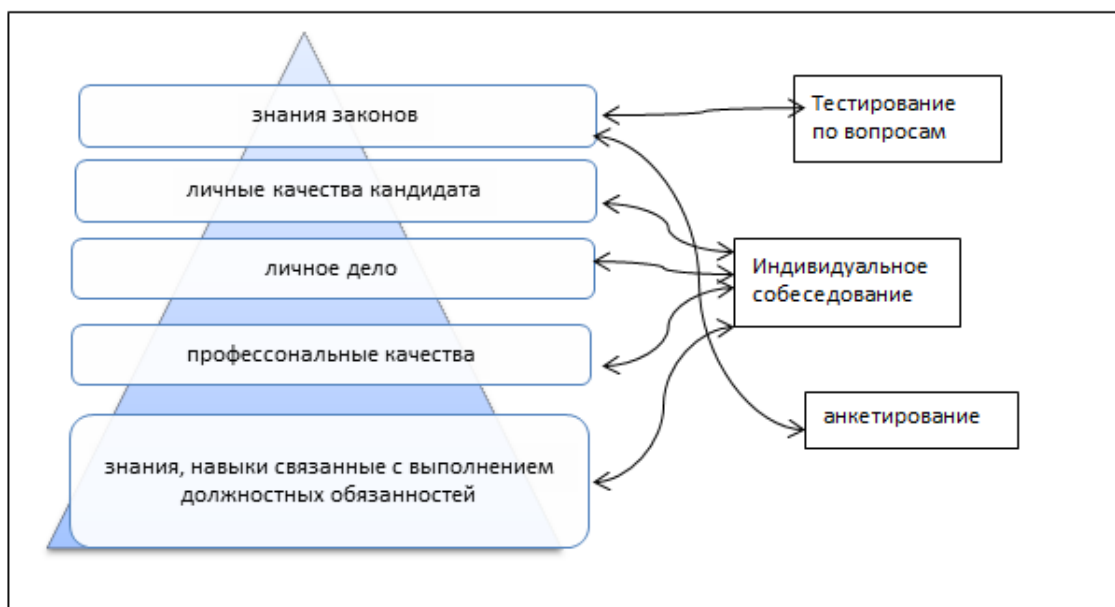 знания законов
личные качества кандидата
личное дело
профессональные качества
знания, навыки связанные с выполнением
должностных обязанностей
Тестирование
по вопросам
Индивидуальное
собеседование
анкетирование